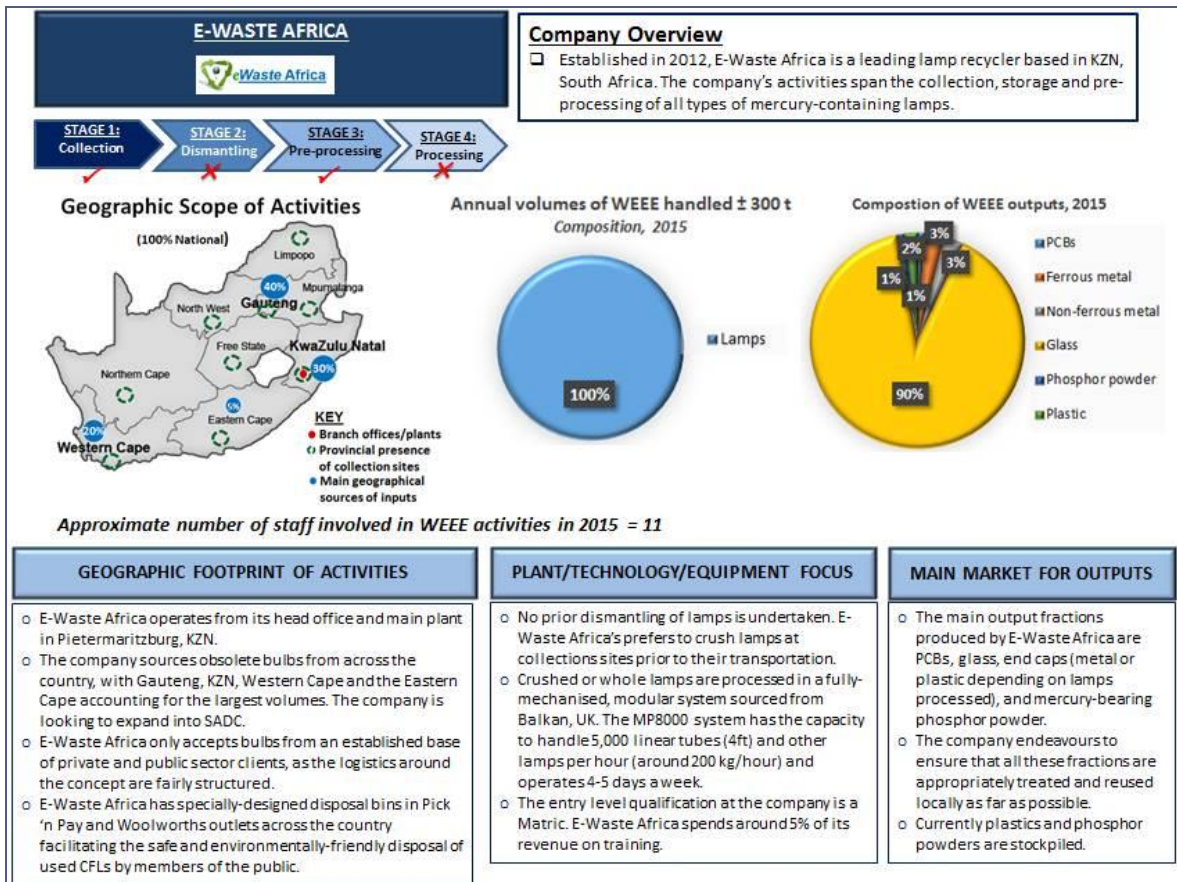 E-WASTE AFRICA
eWaste Africa
Company Overview
Established in 2012, E-Waste Africa is a leading lamp recycler based in KZN,
South Africa. The company's activities span the collection, storage and pre-
processing of all types of mercury-containing lamps.
STAGE 1:
Collection
STAGE 2:
Dismantling
STAGE 3:
Pre-processing
STAGE 4:
Processing
Geographic Scope of Activities
(100% National)
Limpopo
40%
Mpumalanga
Gauteng
North West
Free State
KwaZulu Natal
30%
Northern Cape
5%
Eastern Cape
20%
Western Cape
KEY
Branch offices/plants
Provincial presence
of collection sites
Main geographical
sources of inputs
Annual volumes of WEEE handled ± 300 t
Composition, 2015
Lamps
100%
Compostion of WEEE outputs, 2015
3%
2%
3%
1%
1%
90%
PCBs
Ferrous metal
Non-ferrous metal
Glass
Phosphor powder
Plastic
Approximate number of staff involved in WEEE activities in 2015 = 11
GEOGRAPHIC FOOTPRINT OF ACTIVITIES
o E-Waste Africa operates from its head office and main plant
in Pietermaritzburg, KZN.
o The company sources obsolete bulbs from across the
country, with Gauteng, KZN, Western Cape and the Eastern
Cape accounting for the largest volumes. The company is
looking to expand into SADC.
o E-Waste Africa only accepts bulbs from an established base
of private and public sector clients, as the logistics around
the concept are fairly structured.
o E-Waste Africa has specially-designed disposal bins in Pick
'n Pay and Woolworths outlets across the country
facilitating the safe and environmentally-friendly disposal of
used CFLs by members of the public.
PLANT/TECHNOLOGY/EQUIPMENT FOCUS
o No prior dismantling of lamps is undertaken. E-
Waste Africa's prefers to crush lamps at
collections sites prior to their transportation.
o Crushed or whole lamps are processed in a fully-
mechanised, modular system sourced from
Balkan, UK. The MP8000 system has the capacity
to handle 5,000 linear tubes (4ft) and other
lamps per hour (around 200 kg/hour) and
operates 4-5 days a week.
o The entry level qualification at the company is a
Matric. E-Waste Africa spends around 5% of its
revenue on training.
MAIN MARKET FOR OUTPUTS
o The main output fractions
produced by E-Waste Africa are
PCBs, glass, end caps (metal or
plastic depending on lamps
processed), and mercury-bearing
phosphor powder.
o The company endeavours to
ensure that all these fractions are
appropriately treated and reused
locally as far as possible.
o Currently plastics and phosphor
powders are stockpiled.